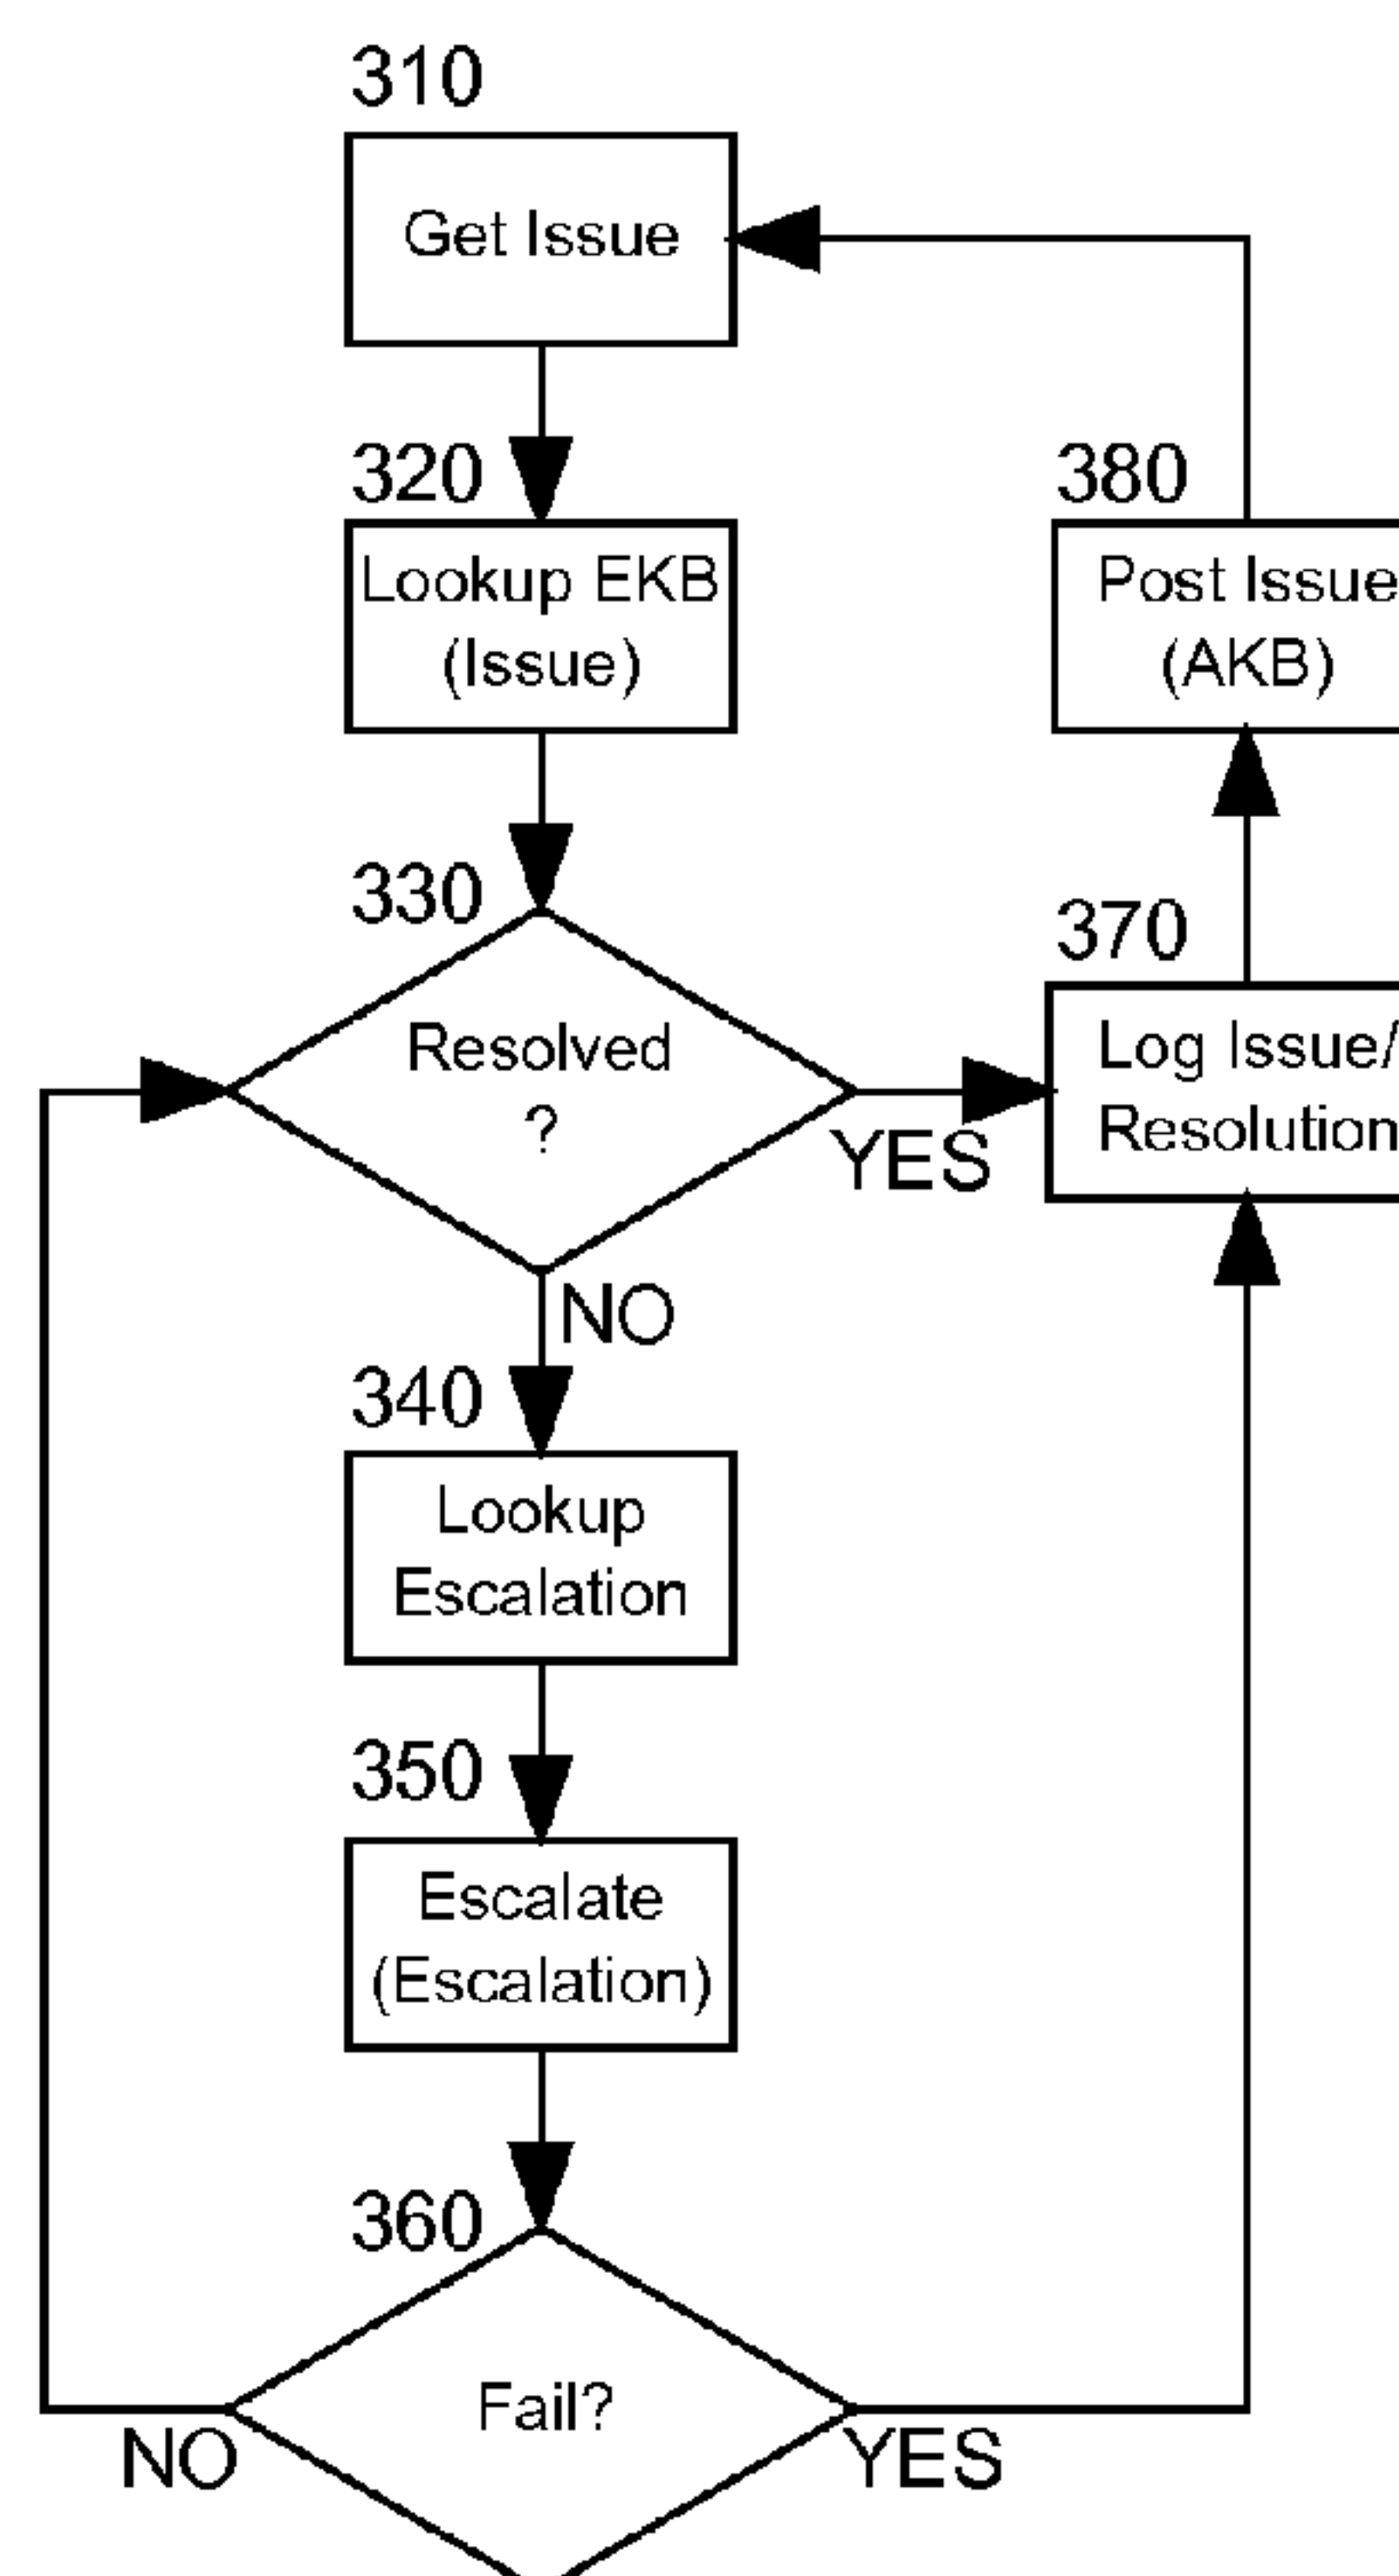 310
Get Issue
320
Lookup EKB
(Issue)
380
Post Issue
(AKB)
330
Resolved
?
YES
370
Log Issue/
Resolution
NO
340
Lookup
Escalation
350
Escalate
(Escalation)
360
Fail?
NO
YES